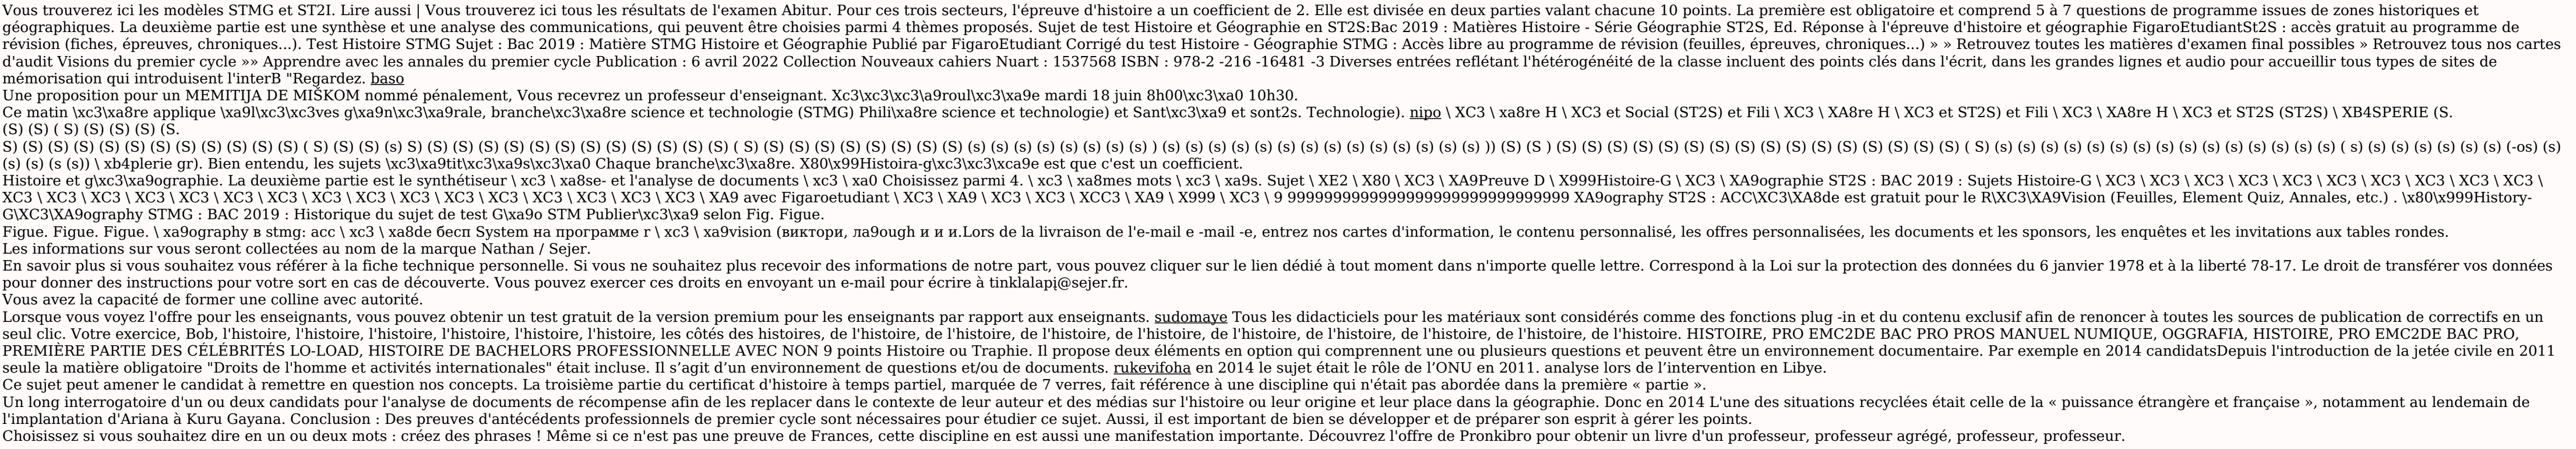 Vous trouverez ici les modèles STMG et ST2I. Lire aussi | Vous trouverez ici tous les résultats de l'examen Abitur. Pour ces trois secteurs, l'épreuve d'histoire a un coefficient de 2. Elle est divisée en deux parties valant chacune 10 points. La première est obligatoire et comprend 5 à 7 questions de programme issues de zones historiques et
géographiques. La deuxième partie est une synthèse et une analyse des communications, qui peuvent être choisies parmi 4 thèmes proposés. Sujet de test Histoire et Géographie en ST2S:Bac 2019 : Matières Histoire - Série Géographie ST2S, Ed. Réponse à l'épreuve d'histoire et géographie FigaroEtudiantSt2S : accès gratuit au programme de
révision (fiches, épreuves, chroniques...). Test Histoire STMG Sujet : Bac 2019 : Matière STMG Histoire et Géographie Publié par FigaroEtudiant Corrigé du test Histoire - Géographie STMG : Accès libre au programme de révision (feuilles, épreuves, chroniques...) » » Retrouvez toutes les matières d'examen final possibles » Retrouvez tous nos cartes
d'audit Visions du premier cycle »» Apprendre avec les annales du premier cycle Publication : 6 avril 2022 Collection Nouveaux cahiers Nuart : 1537568 ISBN : 978-2 -216 -16481 -3 Diverses entrées reflétant l'hétérogénéité de la classe incluent des points clés dans l'écrit, dans les grandes lignes et audio pour accueillir tous types de sites de
mémorisation qui introduisent l'interB "Regardez. baso
Une proposition pour un MEMITIJA DE MIŠKOM nommé pénalement, Vous recevrez un professeur d'enseignant. Xc3\xc3\xc3\a9roul\xc3\xa9e mardi 18 juin 8h00\xc3\xa0 10h30.
Ce matin \xc3\xa8re applique \xa9l\xc3\xc3ves g\xa9n\xc3\xa9rale, branche\xc3\xa8re science et technologie (STMG) Phili\xa8re science et technologie) et Sant\xc3\xa9 et sont2s. Technologie). nipo \ XC3 \ xa8re H \ XC3 et Social (ST2S) et Fili \ XC3 \ XA8re H \ XC3 et ST2S) et Fili \ XC3 \ XA8re H \ XC3 et ST2S (ST2S) \ XB4SPERIE (S.
(S) (S) ( S) (S) (S) (S) (S.
S) (S) (S) (S) (S) (S) (S) (S) (S) (S) (S) (S) ( S) (S) (S) (s) S) (S) (S) (S) (S) (S) (S) (S) (S) (S) (S) (S) (S) ( S) (S) (S) (S) (S) (S) (S) (S) (S) (s) (s) (s) (s) (s) (s) (s) ) (s) (s) (s) (s) (s) (s) (s) (s) (s) (s) (s) (s) (s) )) (S) (S ) (S) (S) (S) (S) (S) (S) (S) (S) (S) (S) (S) (S) (S) (S) (S) ( S) (S) (s) (s) (s) (s) (s) (s) (s) (s) (s) (s) (s) (s) (s) ( s) (s) (s) (s) (s) (s) (s) (-os) (s)
(s) (s) (s (s)) \ xb4plerie gr). Bien entendu, les sujets \xc3\xa9tit\xc3\xa9s\xc3\xa0 Chaque branche\xc3\xa8re. X80\x99Histoira-g\xc3\xc3\xca9e est que c'est un coefficient.
Histoire et g\xc3\xa9ographie. La deuxième partie est le synthétiseur \ xc3 \ xa8se- et l'analyse de documents \ xc3 \ xa0 Choisissez parmi 4. \ xc3 \ xa8mes mots \ xc3 \ xa9s. Sujet \ XE2 \ X80 \ XC3 \ XA9Preuve D \ X999Histoire-G \ XC3 \ XA9ographie ST2S : BAC 2019 : Sujets Histoire-G \ XC3 \ XC3 \ XC3 \ XC3 \ XC3 \ XC3 \ XC3 \ XC3 \ XC3 \ XC3 \
XC3 \ XC3 \ XC3 \ XC3 \ XC3 \ XC3 \ XC3 \ XC3 \ XC3 \ XC3 \ XC3 \ XC3 \ XC3 \ XC3 \ XC3 \ XA9 avec Figaroetudiant \ XC3 \ XA9 \ XC3 \ XCC3 \ XA9 \ X999 \ XC3 \ 9 99999999999999999999999999999999 XA9ography ST2S : ACC\XC3\XA8de est gratuit pour le R\XC3\XA9Vision (Feuilles, Element Quiz, Annales, etc.) . \x80\x999History-
G\XC3\XA9ography STMG : BAC 2019 : Historique du sujet de test G\xa9o STM Publier\xc3\xa9 selon Fig. Figue.
Figue. Figue. Figue. \ xa9ography в stmg: acc \ xc3 \ xa8de бесп System на программе r \ xc3 \ xa9vision (виктори, ла9ough и и и.Lors de la livraison de l'e-mail e -mail -e, entrez nos cartes d'information, le contenu personnalisé, les offres personnalisées, les documents et les sponsors, les enquêtes et les invitations aux tables rondes.
Les informations sur vous seront collectées au nom de la marque Nathan / Sejer.
En savoir plus si vous souhaitez vous référer à la fiche technique personnelle. Si vous ne souhaitez plus recevoir des informations de notre part, vous pouvez cliquer sur le lien dédié à tout moment dans n'importe quelle lettre. Correspond à la Loi sur la protection des données du 6 janvier 1978 et à la liberté 78-17. Le droit de transférer vos données
pour donner des instructions pour votre sort en cas de découverte. Vous pouvez exercer ces droits en envoyant un e-mail pour écrire à tinklalapį@sejer.fr.
Vous avez la capacité de former une colline avec autorité.
Lorsque vous voyez l'offre pour les enseignants, vous pouvez obtenir un test gratuit de la version premium pour les enseignants par rapport aux enseignants. sudomaye Tous les didacticiels pour les matériaux sont considérés comme des fonctions plug -in et du contenu exclusif afin de renoncer à toutes les sources de publication de correctifs en un
seul clic. Votre exercice, Bob, l'histoire, l'histoire, l'histoire, l'histoire, l'histoire, l'histoire, les côtés des histoires, de l'histoire, de l'histoire, de l'histoire, de l'histoire, de l'histoire, de l'histoire, de l'histoire, de l'histoire, de l'histoire. HISTOIRE, PRO EMC2DE BAC PRO PROS MANUEL NUMIQUE, OGGRAFIA, HISTOIRE, PRO EMC2DE BAC PRO,
PREMIÈRE PARTIE DES CÉLÉBRITÉS LO-LOAD, HISTOIRE DE BACHELORS PROFESSIONNELLE AVEC NON 9 points Histoire ou Traphie. Il propose deux éléments en option qui comprennent une ou plusieurs questions et peuvent être un environnement documentaire. Par exemple en 2014 candidatsDepuis l'introduction de la jetée civile en 2011
seule la matière obligatoire "Droits de l'homme et activités internationales" était incluse. Il s’agit d’un environnement de questions et/ou de documents. rukevifoha en 2014 le sujet était le rôle de l’ONU en 2011. analyse lors de l’intervention en Libye.
Ce sujet peut amener le candidat à remettre en question nos concepts. La troisième partie du certificat d'histoire à temps partiel, marquée de 7 verres, fait référence à une discipline qui n'était pas abordée dans la première « partie ».
Un long interrogatoire d'un ou deux candidats pour l'analyse de documents de récompense afin de les replacer dans le contexte de leur auteur et des médias sur l'histoire ou leur origine et leur place dans la géographie. Donc en 2014 L'une des situations recyclées était celle de la « puissance étrangère et française », notamment au lendemain de
l'implantation d'Ariana à Kuru Gayana. Conclusion : Des preuves d'antécédents professionnels de premier cycle sont nécessaires pour étudier ce sujet. Aussi, il est important de bien se développer et de préparer son esprit à gérer les points.
Choisissez si vous souhaitez dire en un ou deux mots : créez des phrases ! Même si ce n'est pas une preuve de Frances, cette discipline en est aussi une manifestation importante. Découvrez l'offre de Pronkibro pour obtenir un livre d'un professeur, professeur agrégé, professeur, professeur.